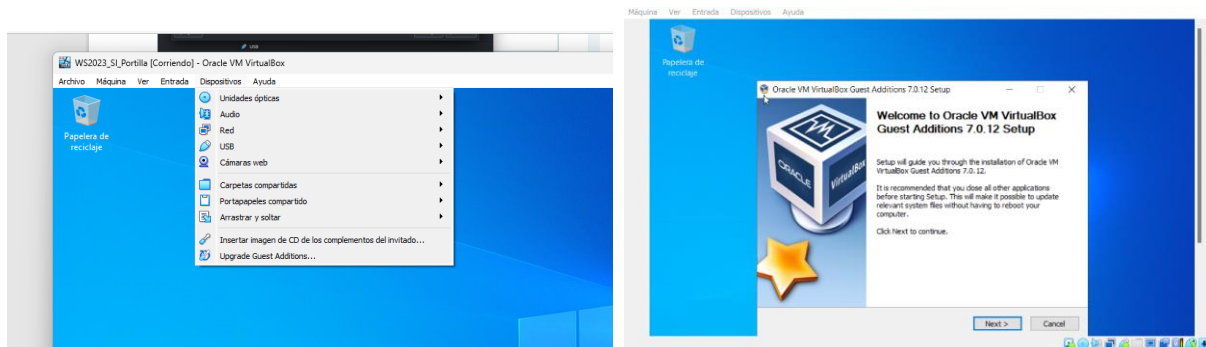 USB
WS2023_SI_Portilla [Corriendo] - Oracle VM VirtualBox
Archivo Máquina Ver Entrada Dispositivos Ayuda
Papelera de
reciclaje
Unidades ópticas
Audio
Red
USB
Cámaras web
Carpetas compartidas
Portapapeles compartido
Arrastrar y soltar
Insertar imagen de CD de los complementos del invitado...
Upgrade Guest Additions...
Máquina Ver Entrada Dispositivos Ayuda
Papelera de
reciclaje
Oracle VM VirtualBox Guest Additions 7.0.12 Setup
ORACLE
VirtualBox
Welcome to Oracle VM VirtualBox
Guest Additions 7.0.12 Setup
Setup will guide you through the installation of Oracle VM
VirtualBox Guest Additions 7.0.12.
It is recommended that you close all other applications
before starting Setup. This will make it possible to update
relevant system files without having to reboot your
computer.
Click Next to continue.
Next >
Cancel